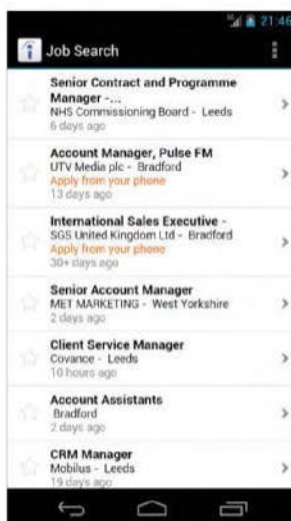 21:46
Job Search
Senior Contract and Programme
Manager -...
NHS Commissioning Board - Leeds
6 days ago
Account Manager, Pulse FM
UTV Media plc - Bradford
Apply from your phone
13 days ago
International Sales Executive -
SGS United Kingdom Ltd - Bradford
Apply from your phone
30+ days ago
Senior Account Manager
MET MARKETING - West Yorkshire
2 days ago
Client Service Manager
Covance - Leeds
10 hours ago
Account Assistants
Bradford
2 days ago
CRM Manager
Mobilus - Leeds
19 days ago